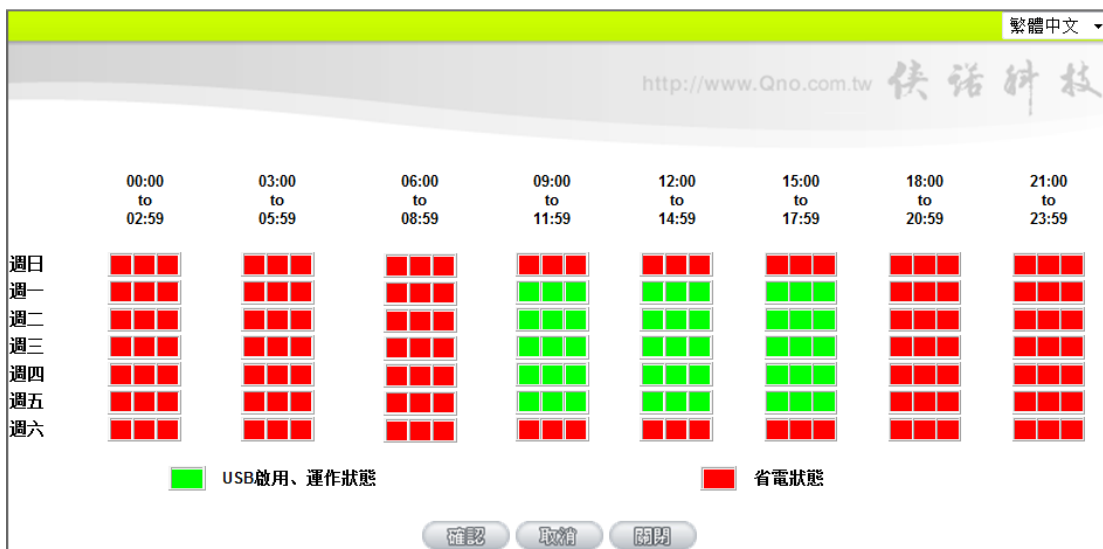 繁體中文
http://www.Qno.com.tw 俠諾科技
00:00 to 02:59
03:00 to 05:59
06:00 to 08:59
09:00 to 11:59
12:00 to 14:59
15:00 to 17:59
18:00 to 20:59
21:00 to 23:59
週日
週一
週二
週三
週四
週五
週六
USB啟用、運作狀態
省電狀態
確認 取消 關閉